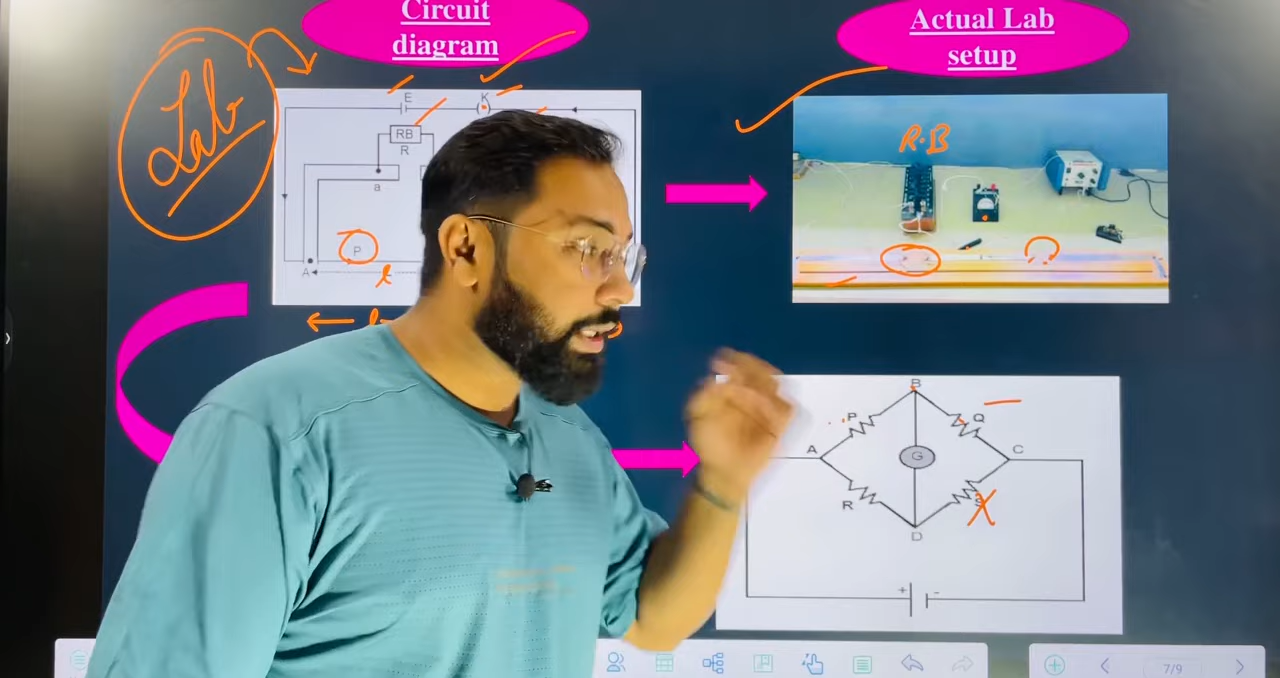 Circuit
diagram
Actual Lab
setup
Lab
E
K
RB
R
a
P
A
l
l
R.B
B
P
Q
A
G
C
R
X
D
+
-
7/9